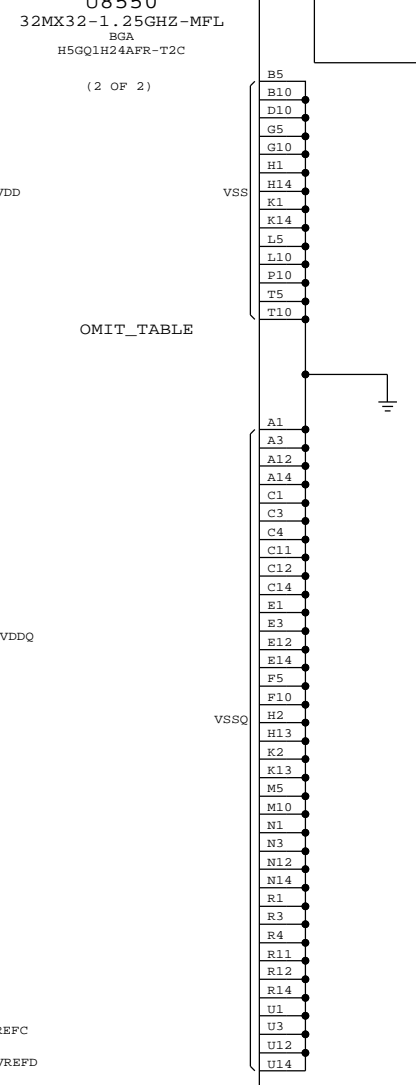 U8550
32MX32-1.25GHZ-MFL
BGA
H5GQ1H24AFR-T2C
(2 OF 2)
B5
B10
D10
G5
G10
H1
VDD
VSS
H14
K1
K14
L5
L10
P10
T5
T10
OMIT_TABLE
A1
A3
A12
A14
C1
C3
C4
C11
C12
C14
E1
E3
VDDQ
E12
E14
F5
F10
VSSQ
H2
H13
K2
K13
M5
M10
N1
N3
N12
N14
R1
R3
R4
R11
R12
R14
U1
REFC
U3
U12
VREFD
U14